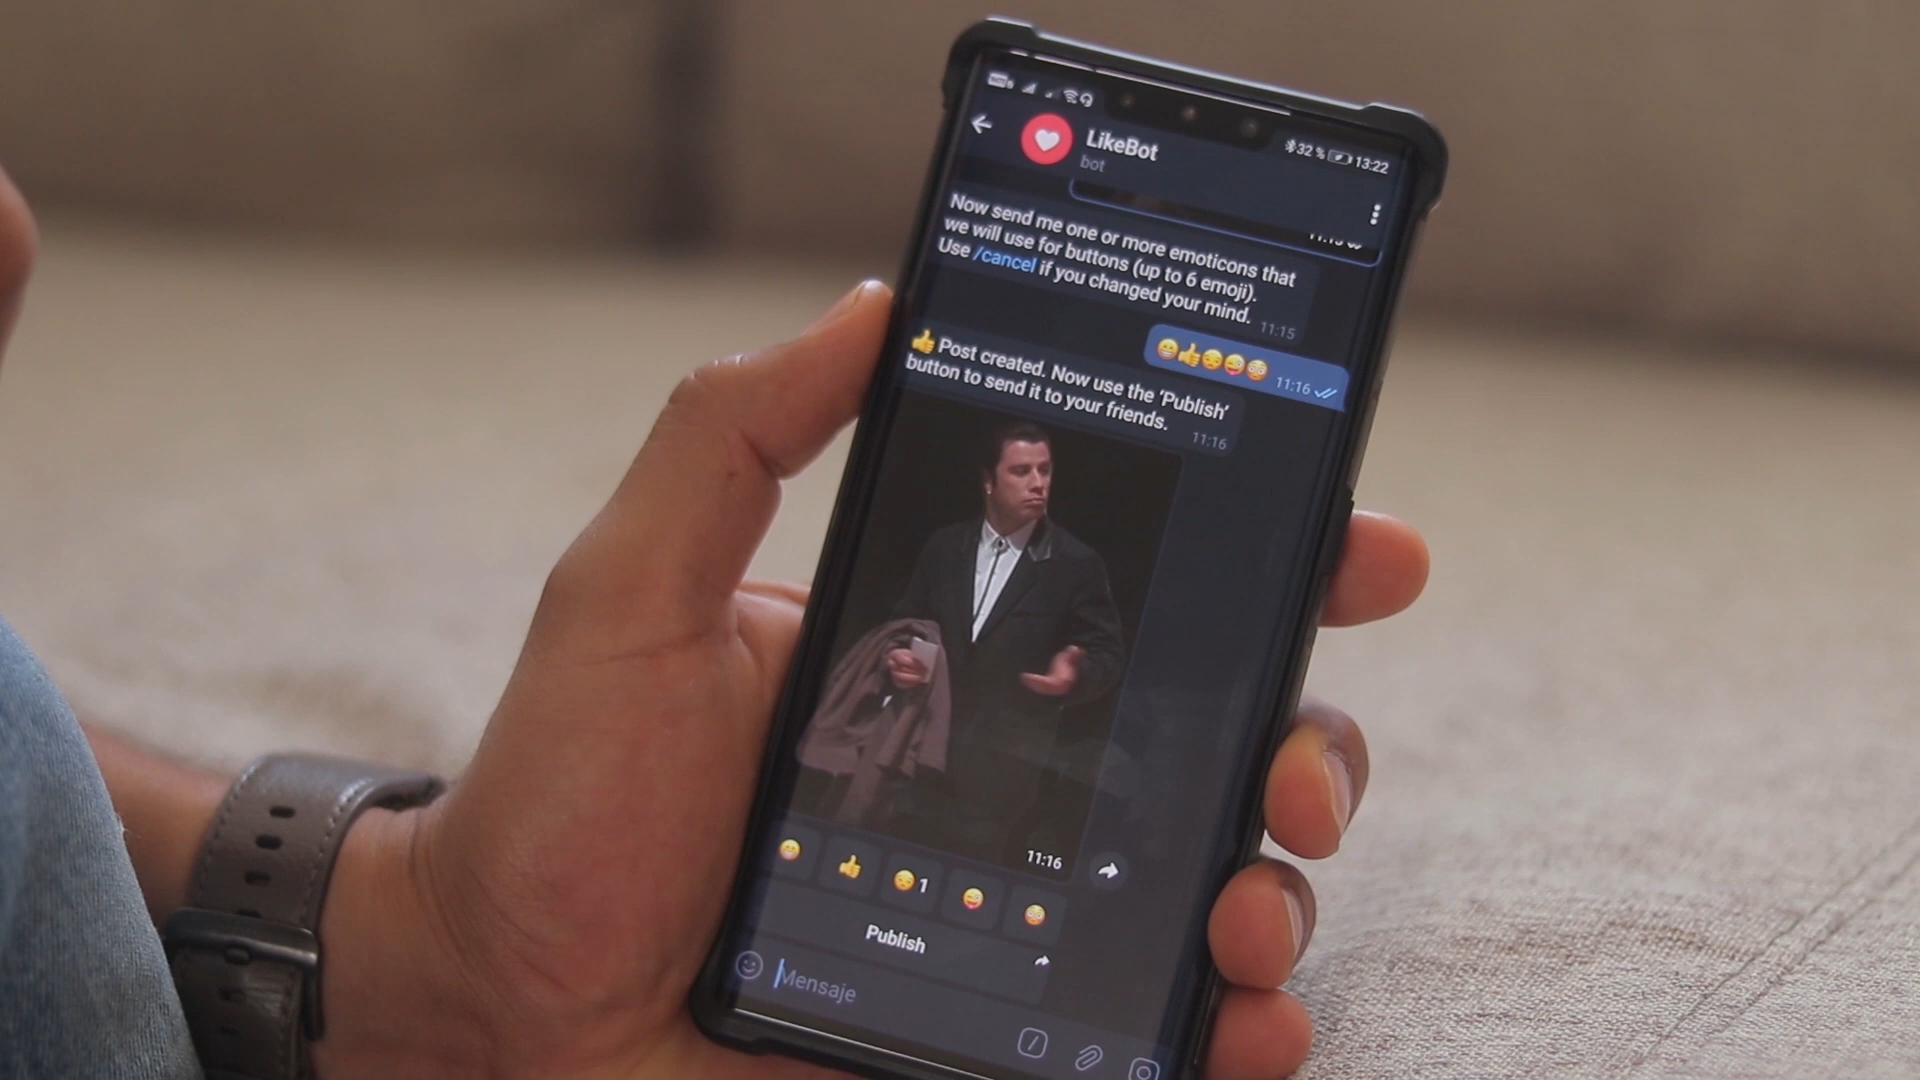 32 % 13:22
LikeBot
bot
Now send me one or more emoticons that
we will use for buttons (up to 6 emoji).
Use /cancel if you changed your mind. 11:15
😁👍😒😜😳 11:16
👍 Post created. Now use the ‘Publish’
button to send it to your friends. 11:16
11:16
😁 👍 😒 1 😜 😳
Publish
Mensaje